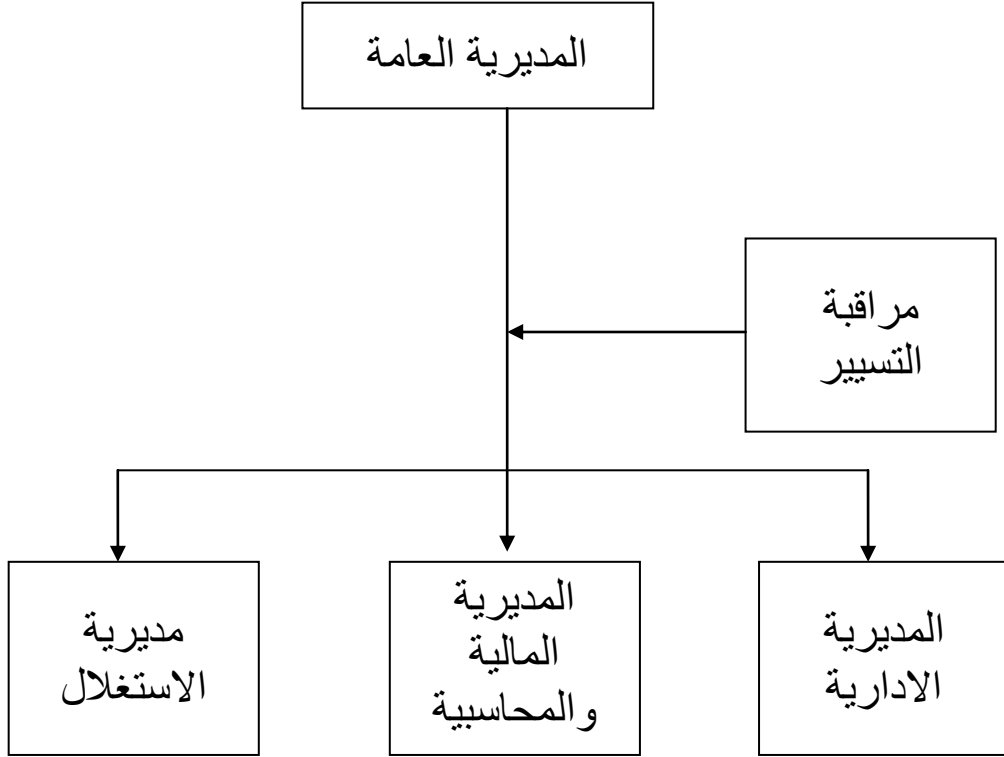 المديرية العامة
مراقبة
التسيير
المديرية
الادارية
المديرية
المالية
والمحاسبية
مديرية
الاستغلال